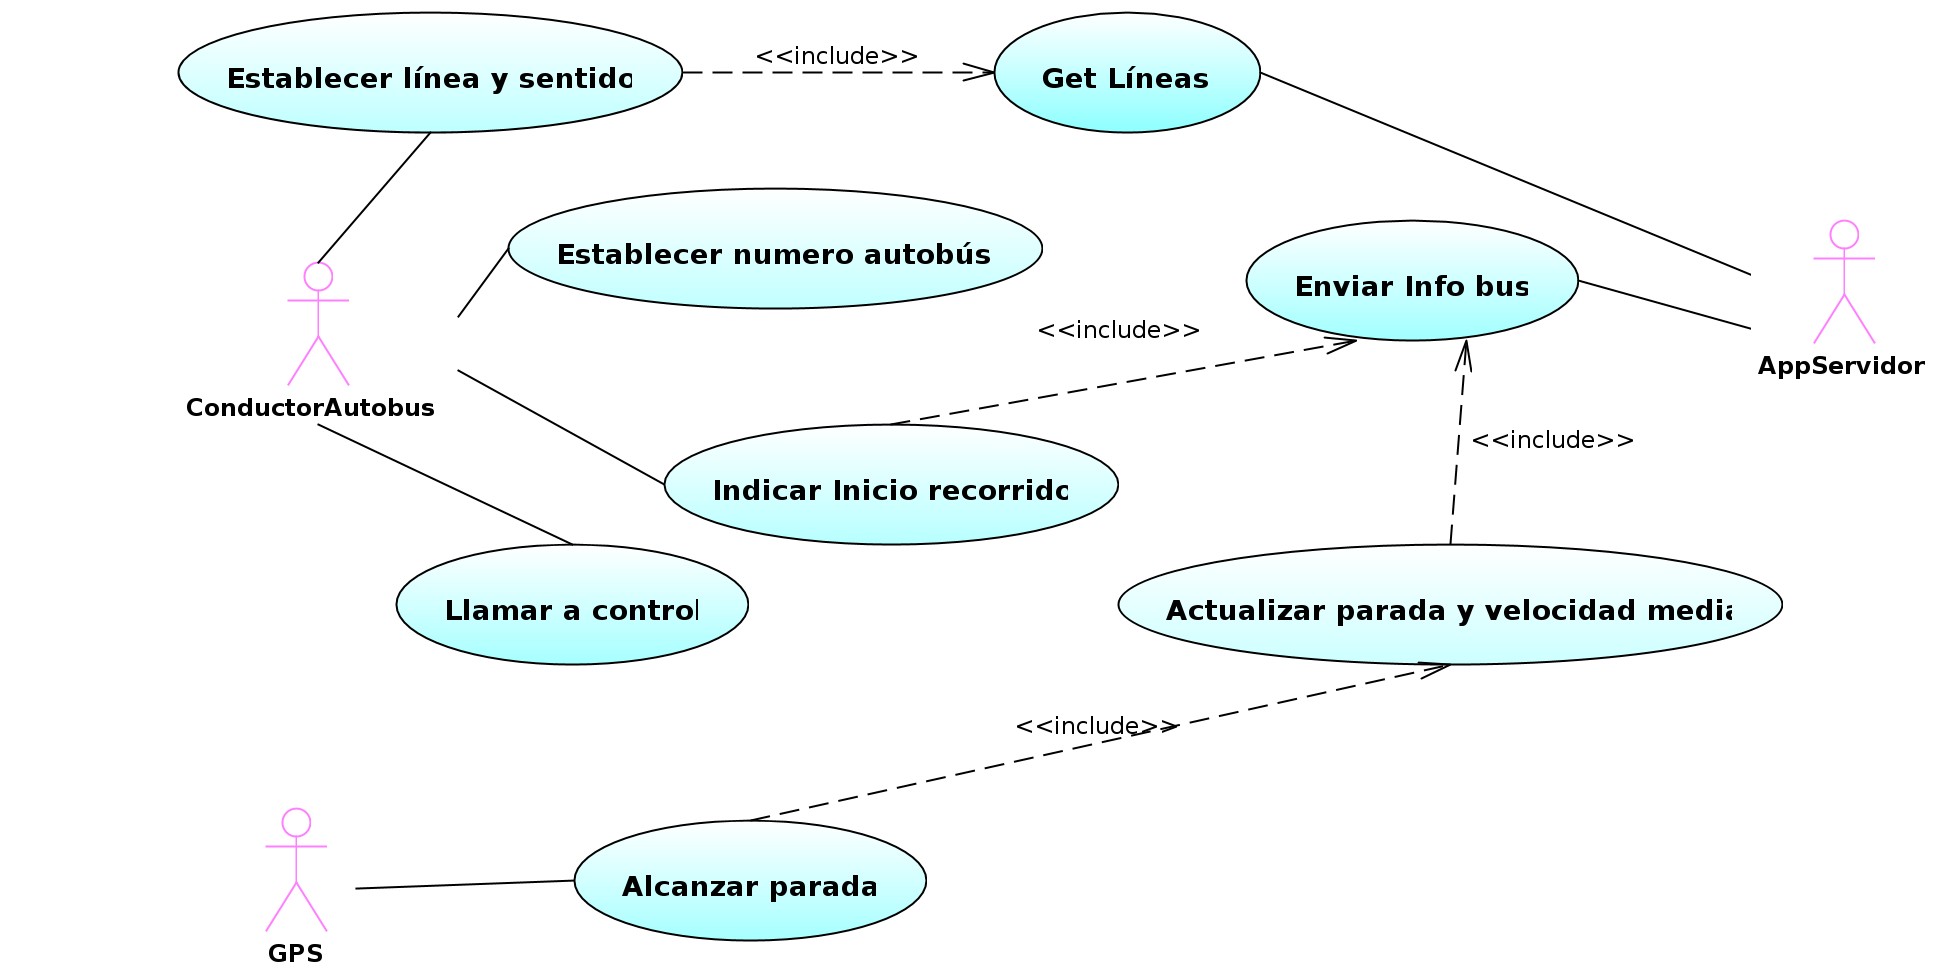 Establecer línea y sentido
<<include>>
Get Líneas
Establecer numero autobús
Enviar Info bus
<<include>>
AppServidor
ConductorAutobus
<<include>>
Indicar Inicio recorrido
Llamar a control
Actualizar parada y velocidad media
<<include>>
Alcanzar parada
GPS